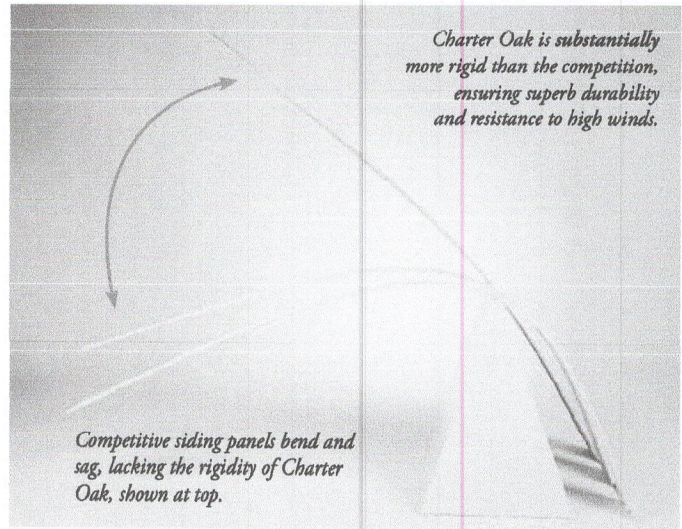 Charter Oak is substantially
more rigid than the competition,
ensuring superb durability
and resistance to high winds.
Competitive siding panels bend and
sag, lacking the rigidity of Charter
Oak, shown at top.